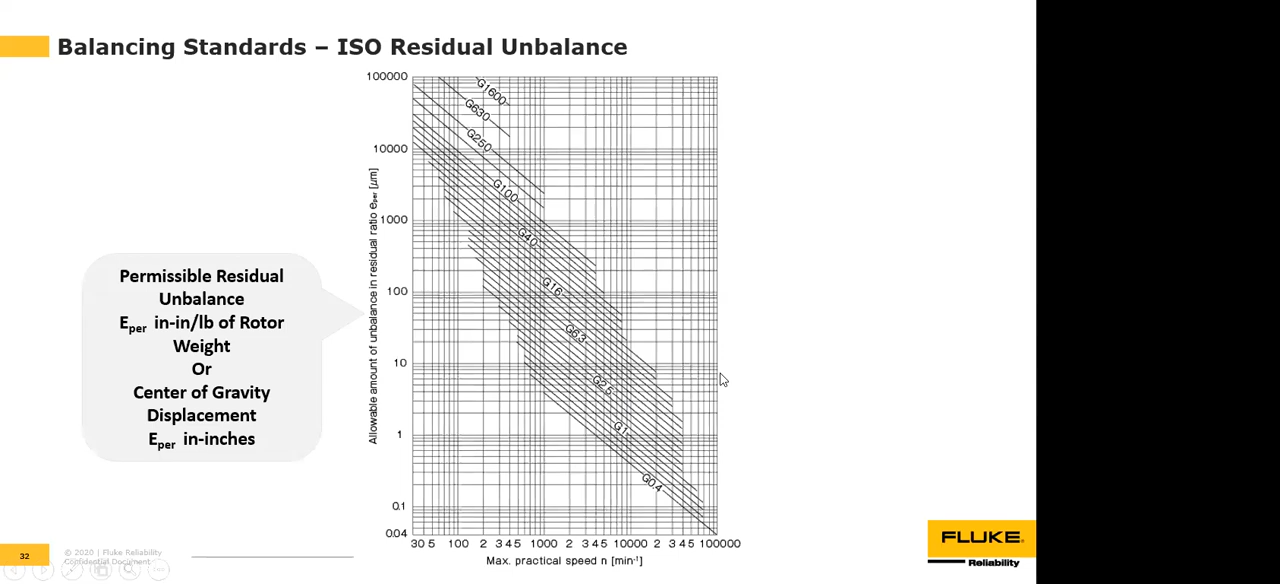 Balancing Standards – ISO Residual Unbalance
Permissible Residual
Unbalance
Eper in-in/lb of Rotor
Weight
Or
Center of Gravity
Displacement
Eper in-inches
Allowable amount of unbalance in residual ratio eper [μm]
100000
10000
1000
100
10
1
0.1
0.04
G1600
G630
G250
G100
G40
G16
G6.3
G2.5
G1
G0.4
30 5 100 2 3 4 5 1000 2 3 4 5 10000 2 3 4 5 100000
Max. practical speed n [min-1]
32
© 2020 | Fluke Reliability
Confidential Document
FLUKE®
Reliability